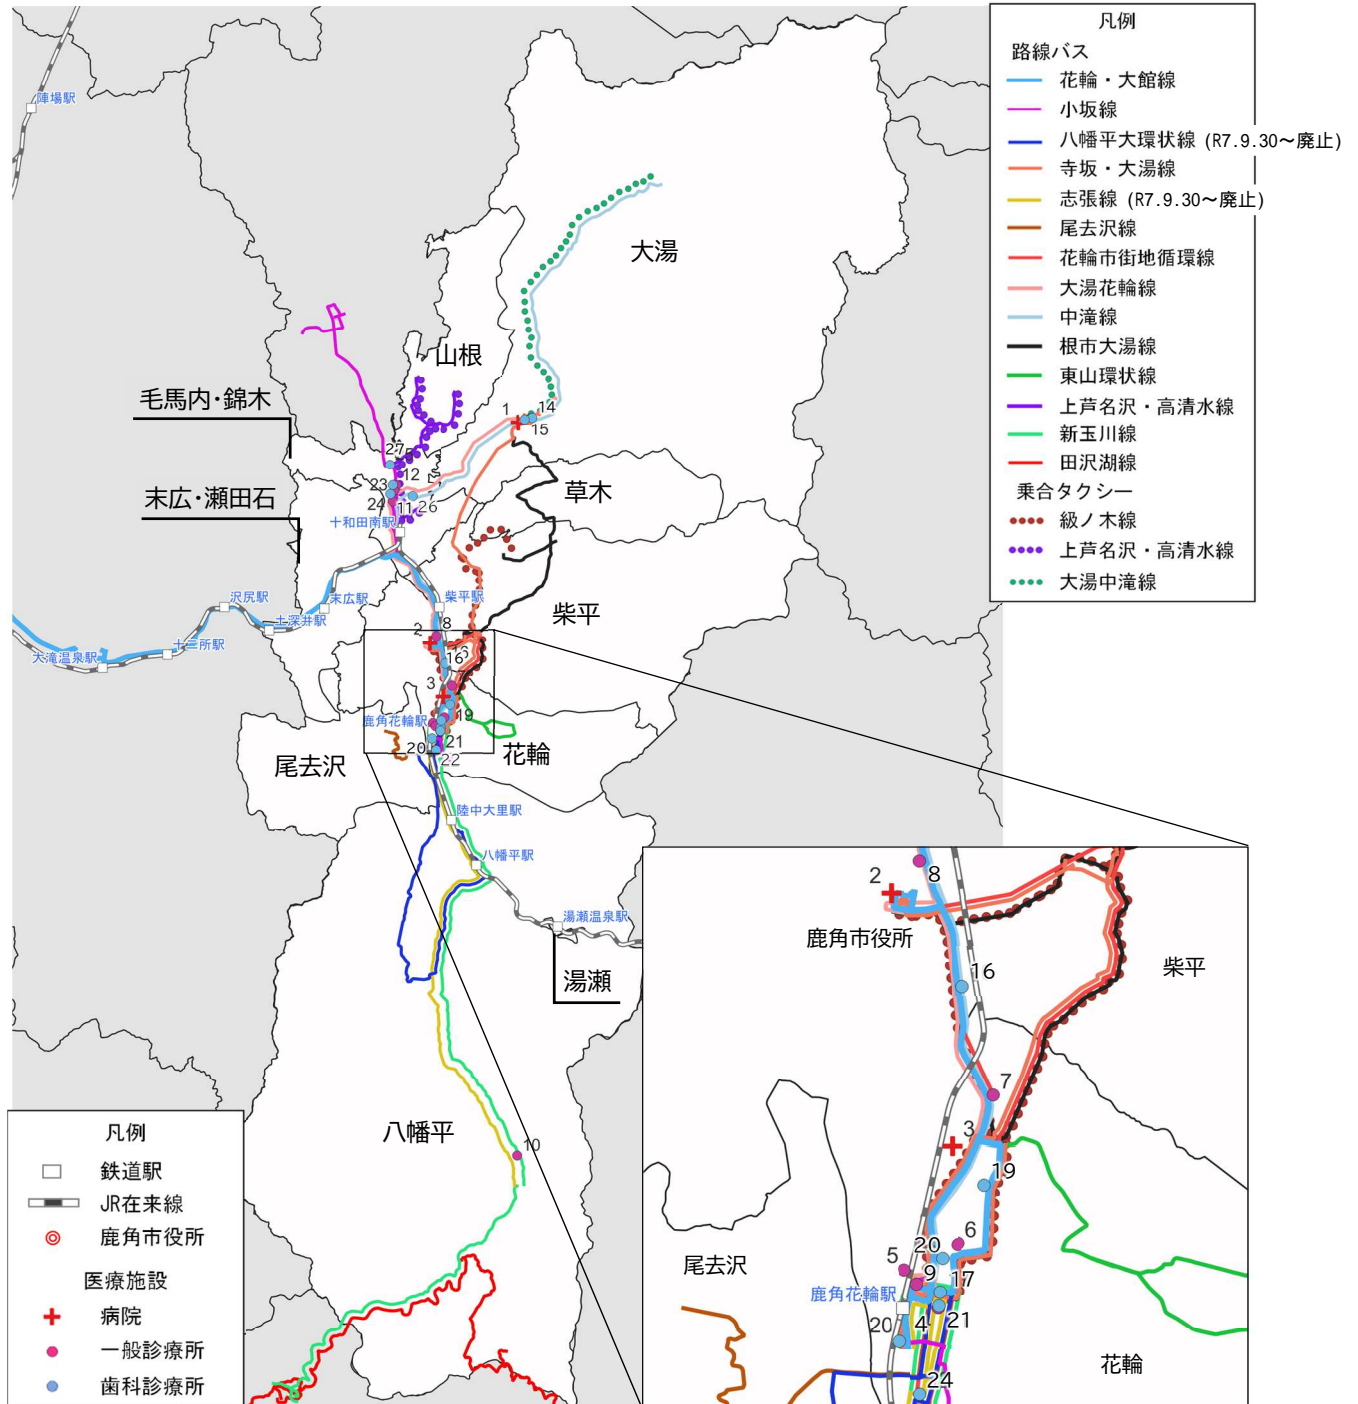 凡例
路線バス
花輪・大館線
小坂線
八幡平大環状線 (R7.9.30～廃止)
寺坂・大湯線
志張線 (R7.9.30～廃止)
尾去沢線
花輪市街地循環線
大湯花輪線
中滝線
根市大湯線
東山環状線
上芦名沢・高清水線
新玉川線
田沢湖線
乗合タクシー
級ノ木線
上芦名沢・高清水線
大湯中滝線
陣場駅
大湯
山根
毛馬内・錦木
1
14
15
27
12
23
24
11
26
草木
末広・瀬田石
十和田南駅
沢尻駅
末広駅
柴平駅
土深井駅
十二所駅
大滝温泉駅
柴平
8
2
16
3
鹿角花輪駅
19
20
21
22
尾去沢
花輪
陸中大里駅
八幡平駅
湯瀬温泉駅
湯瀬
八幡平
10
凡例
鉄道駅
JR在来線
鹿角市役所
医療施設
病院
一般診療所
歯科診療所
2
8
鹿角市役所
柴平
16
7
3
19
6
20
5
9
17
尾去沢
鹿角花輪駅
20
4
21
花輪
24